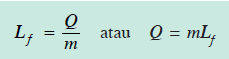 L_f = Q/m atau Q = mL_f